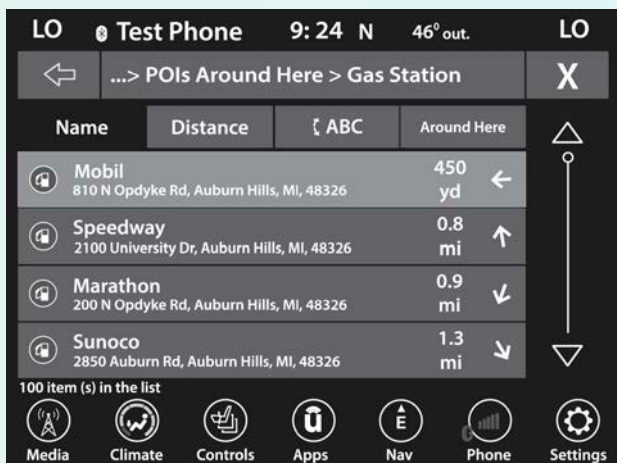 LO Test Phone 9:24 N 46° out. LO
...> POIs Around Here > Gas Station X
Name Distance ABC Around Here
Mobil 450
810 N Opdyke Rd, Auburn Hills, MI, 48326 yd
Speedway 0.8
2100 University Dr, Auburn Hills, MI, 48326 mi
Marathon 0.9
200 N Opdyke Rd, Auburn Hills, MI, 48326 mi
Sunoco 1.3
2850 Auburn Rd, Auburn Hills, MI, 48326 mi
100 item (s) in the list
û E
Media Climate Controls Apps Nav Phone Settings